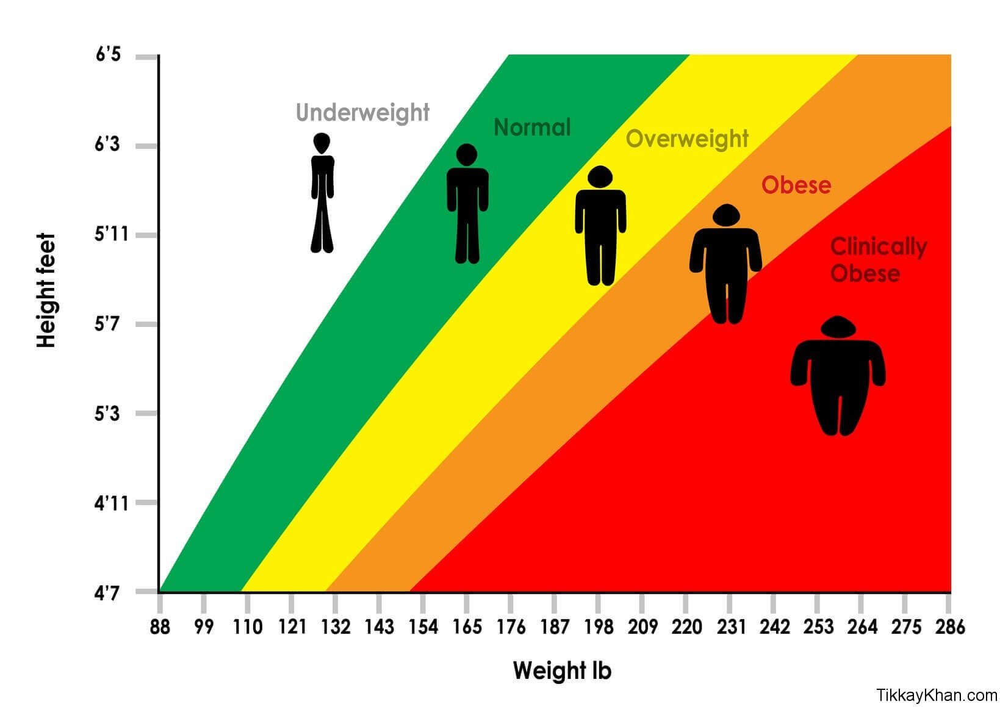 6'5
6'3
5'11
5'7
5'3
4'11
4'7
Height feet
Underweight
Normal
Overweight
Obese
Clinically
Obese
88 99 110 121 132 143 154 165 176 187 198 209 220 231 242 253 264 275 286
Weight lb
TikkayKhan.com